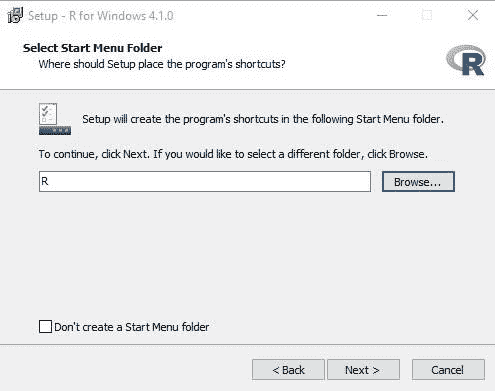 Setup - R for Windows 4.1.0
Select Start Menu Folder
Where should Setup place the program's shortcuts?
R
Setup will create the program's shortcuts in the following Start Menu folder.
To continue, click Next. If you would like to select a different folder, click Browse.
R
Browse...
Don't create a Start Menu folder
< Back
Next >
Cancel